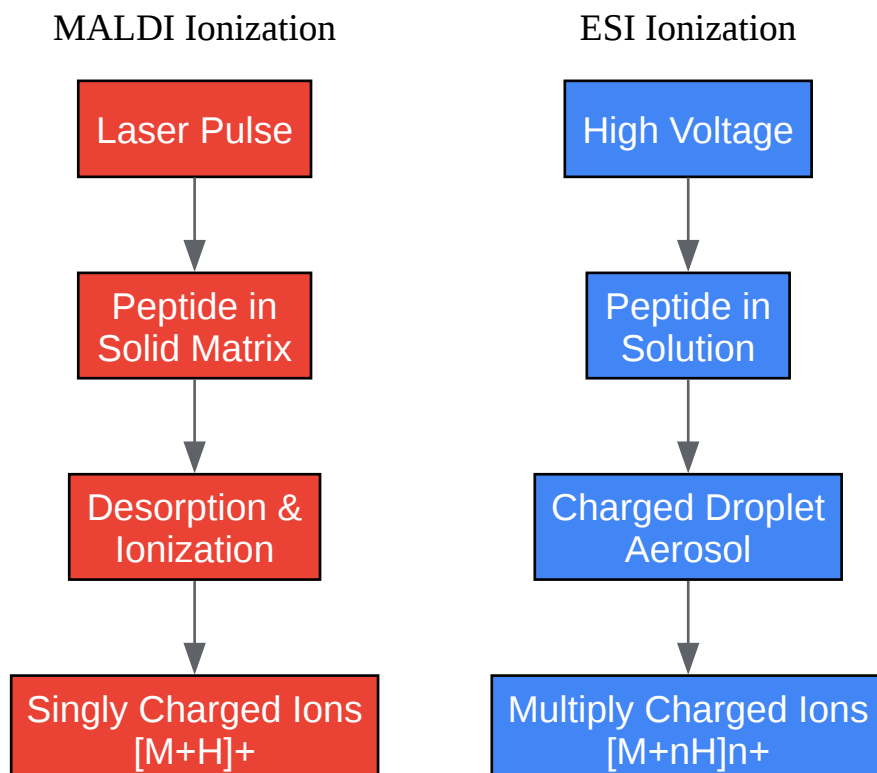 MALDI Ionization
Laser Pulse
Peptide in
Solid Matrix
Desorption &
Ionization
Singly Charged Ions
[M+H]+
ESI Ionization
High Voltage
Peptide in
Solution
Charged Droplet
Aerosol
Multiply Charged Ions
[M+nH]n+